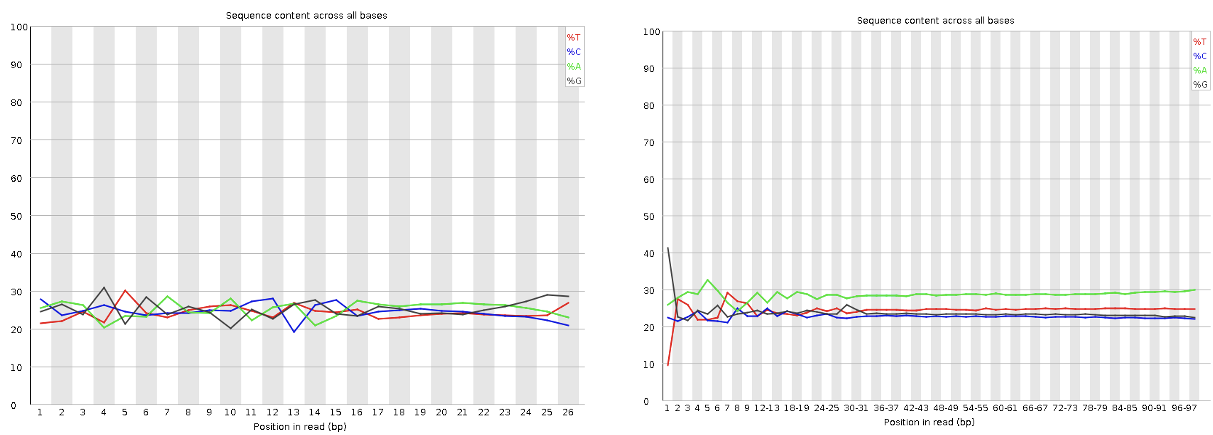 Sequence content across all bases
100
90
80
70
60
50
40
30
20
10
0
%T
%C
%A
%G
1 2 3 4 5 6 7 8 9 10 11 12 13 14 15 16 17 18 19 20 21 22 23 24 25 26
Position in read (bp)
Sequence content across all bases
100
90
80
70
60
50
40
30
20
10
0
%T
%C
%A
%G
1 2 3 4 5 6 7 8 9 12-13 18-19 24-25 30-31 36-37 42-43 48-49 54-55 60-61 66-67 72-73 78-79 84-85 90-91 96-97
Position in read (bp)